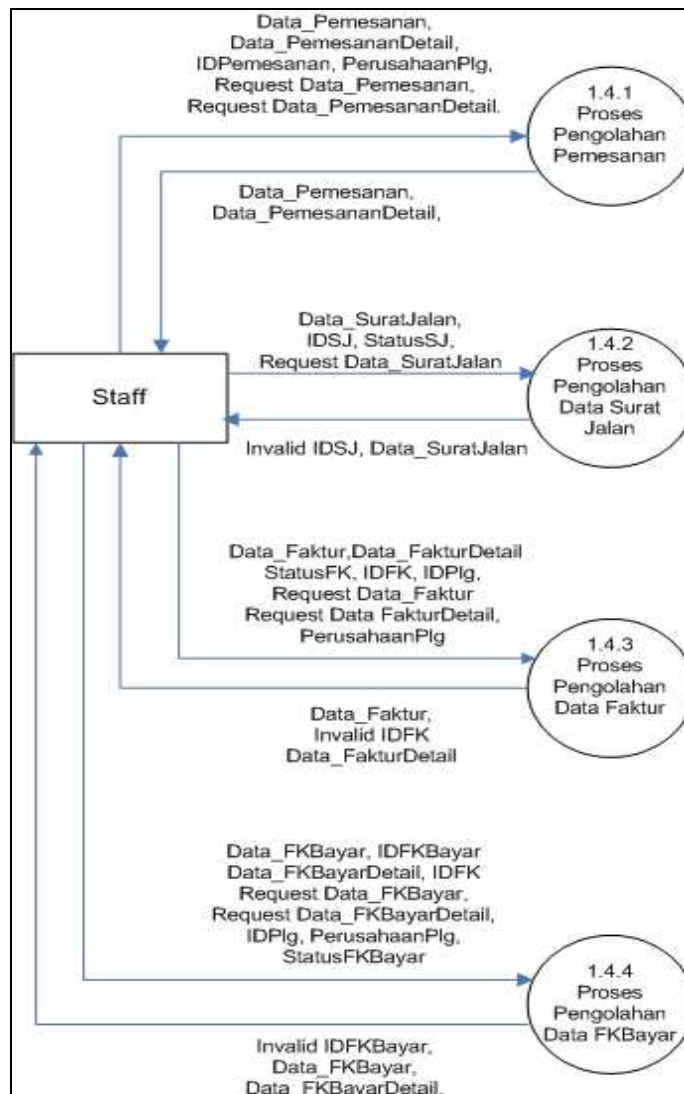 Data_Pemesanan,
Data_PemesananDetail,
IDPemesanan, PerusahaanPlg,
Request Data_Pemesanan,
Request Data_PemesananDetail.
1.4.1
Proses
Pengolahan
Pemesanan
Data_Pemesanan,
Data_PemesananDetail,
Data_SuratJalan,
IDSJ, StatusSJ,
Request Data_SuratJalan
1.4.2
Proses
Pengolahan
Data Surat
Jalan
Staff
Invalid IDSJ, Data_SuratJalan
Data_Faktur,Data_FakturDetail
StatusFK, IDFK, IDPlg,
Request Data_Faktur
Request Data FakturDetail,
PerusahaanPlg
1.4.3
Proses
Pengolahan
Data Faktur
Data_Faktur,
Invalid IDFK
Data_FakturDetail
Data_FKBayar, IDFKBayar
Data_FKBayarDetail, IDFK
Request Data_FKBayar,
Request Data_FKBayarDetail,
IDPlg, PerusahaanPlg,
StatusFKBayar
1.4.4
Proses
Pengolahan
Data FKBayar
Invalid IDFKBayar,
Data_FKBayar,
Data_FKBayarDetail.